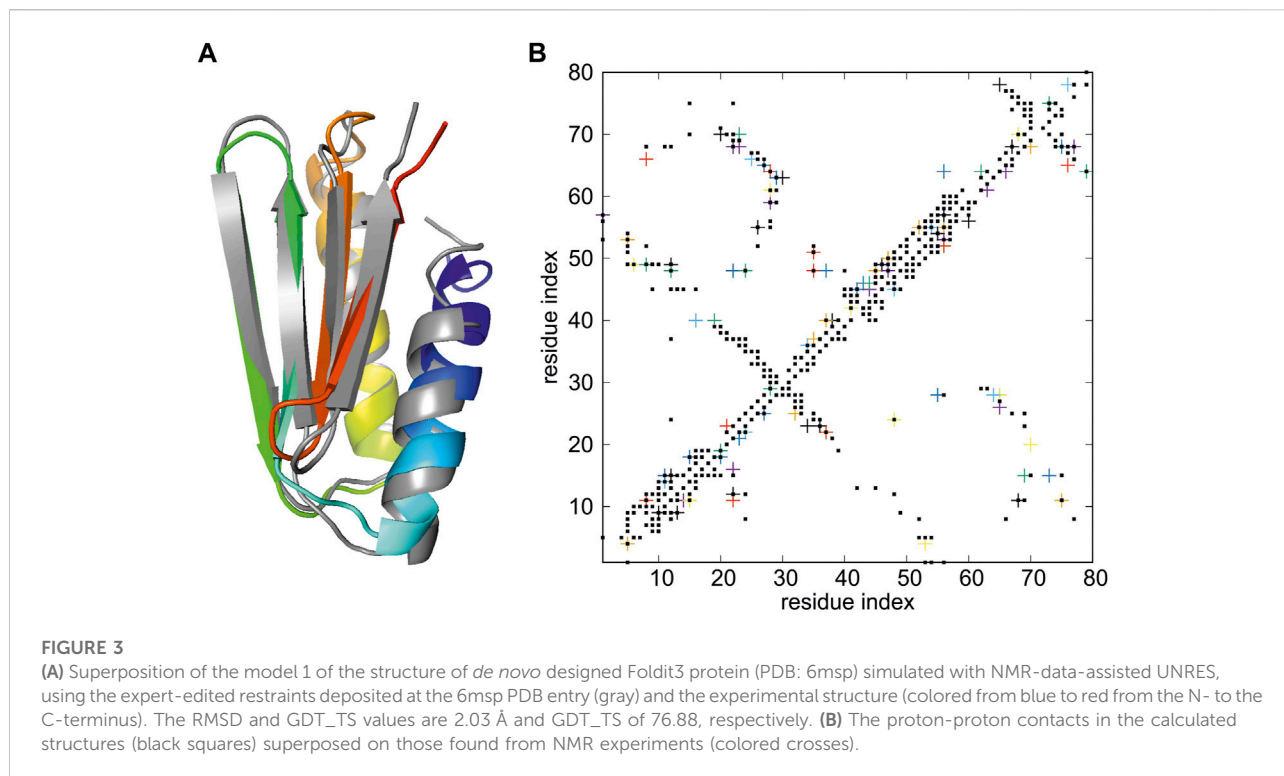 A
B
80
70
60
50
40
30
20
10
residue index
10 20 30 40 50 60 70 80
residue index
FIGURE 3
(A) Superposition of the model 1 of the structure of de novo designed Foldit3 protein (PDB: 6msp) simulated with NMR-data-assisted UNRES,
using the expert-edited restraints deposited at the 6msp PDB entry (gray) and the experimental structure (colored from blue to red from the N- to the
C-terminus). The RMSD and GDT_TS values are 2.03 Å and GDT_TS of 76.88, respectively. (B) The proton-proton contacts in the calculated
structures (black squares) superposed on those found from NMR experiments (colored crosses).